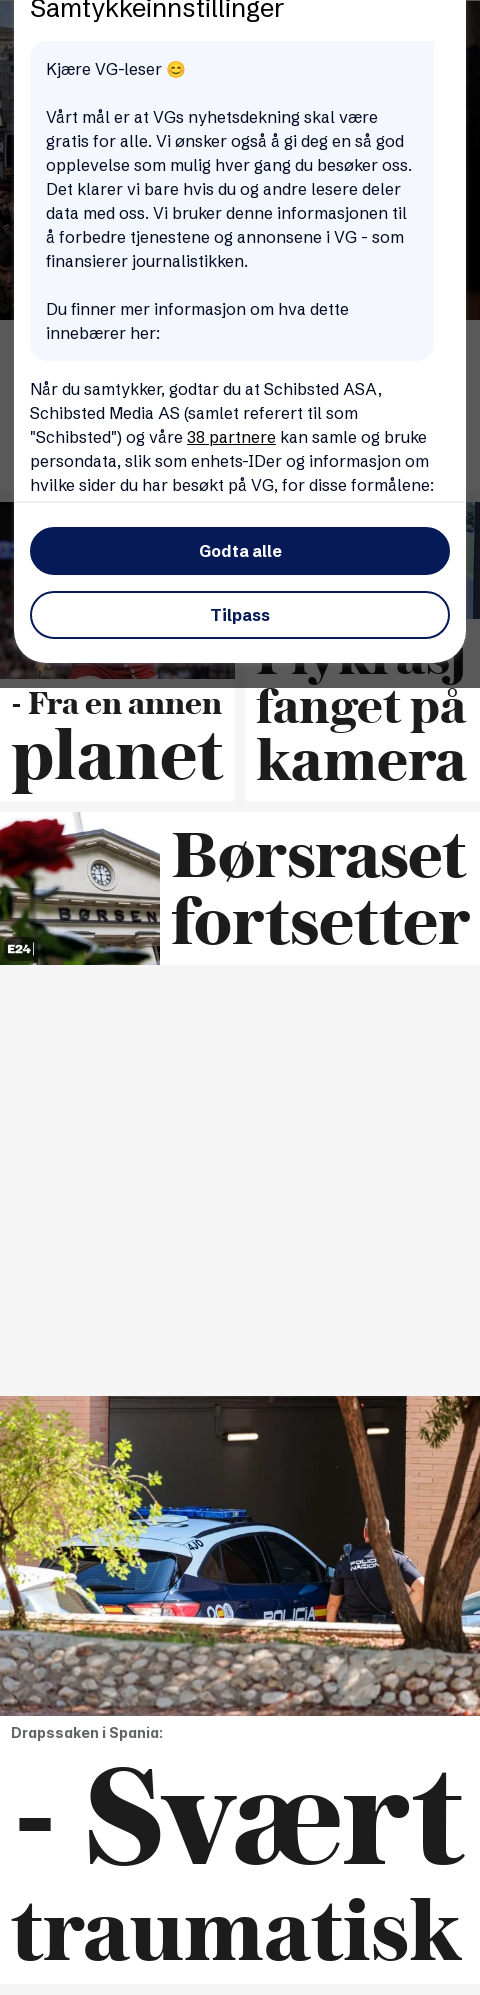 Samtykkeinnstillinger
Kjære VG-leser 😊
Vårt mål er at VGs nyhetsdekning skal være
gratis for alle. Vi ønsker også å gi deg en så god
opplevelse som mulig hver gang du besøker oss.
Det klarer vi bare hvis du og andre lesere deler
data med oss. Vi bruker denne informasjonen til
å forbedre tjenestene og annonsene i VG - som
finansierer journalistikken.
Du finner mer informasjon om hva dette
innebærer her:
Når du samtykker, godtar du at Schibsted ASA,
Schibsted Media AS (samlet referert til som
"Schibsted") og våre 38 partnere kan samle og bruke
persondata, slik som enhets-IDer og informasjon om
hvilke sider du har besøkt på VG, for disse formålene:
Godta alle
Tilpass
- Fra en annen
planet
Flykrasj
fanget på
kamera
BØRSEN
E24
Børsraset
fortsetter
4JO
POLICIA
NACIONAL
POLICIA
Drapssaken i Spania:
- Svært
traumatisk